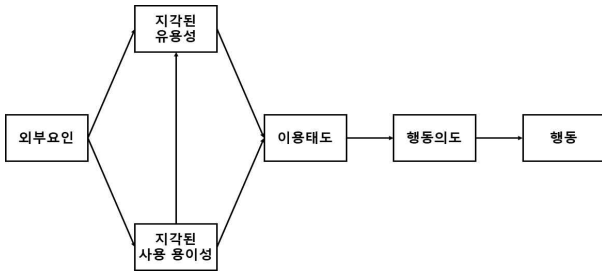 지각된
유용성
외부요인
이용태도
행동의도
행동
지각된
사용 용이성